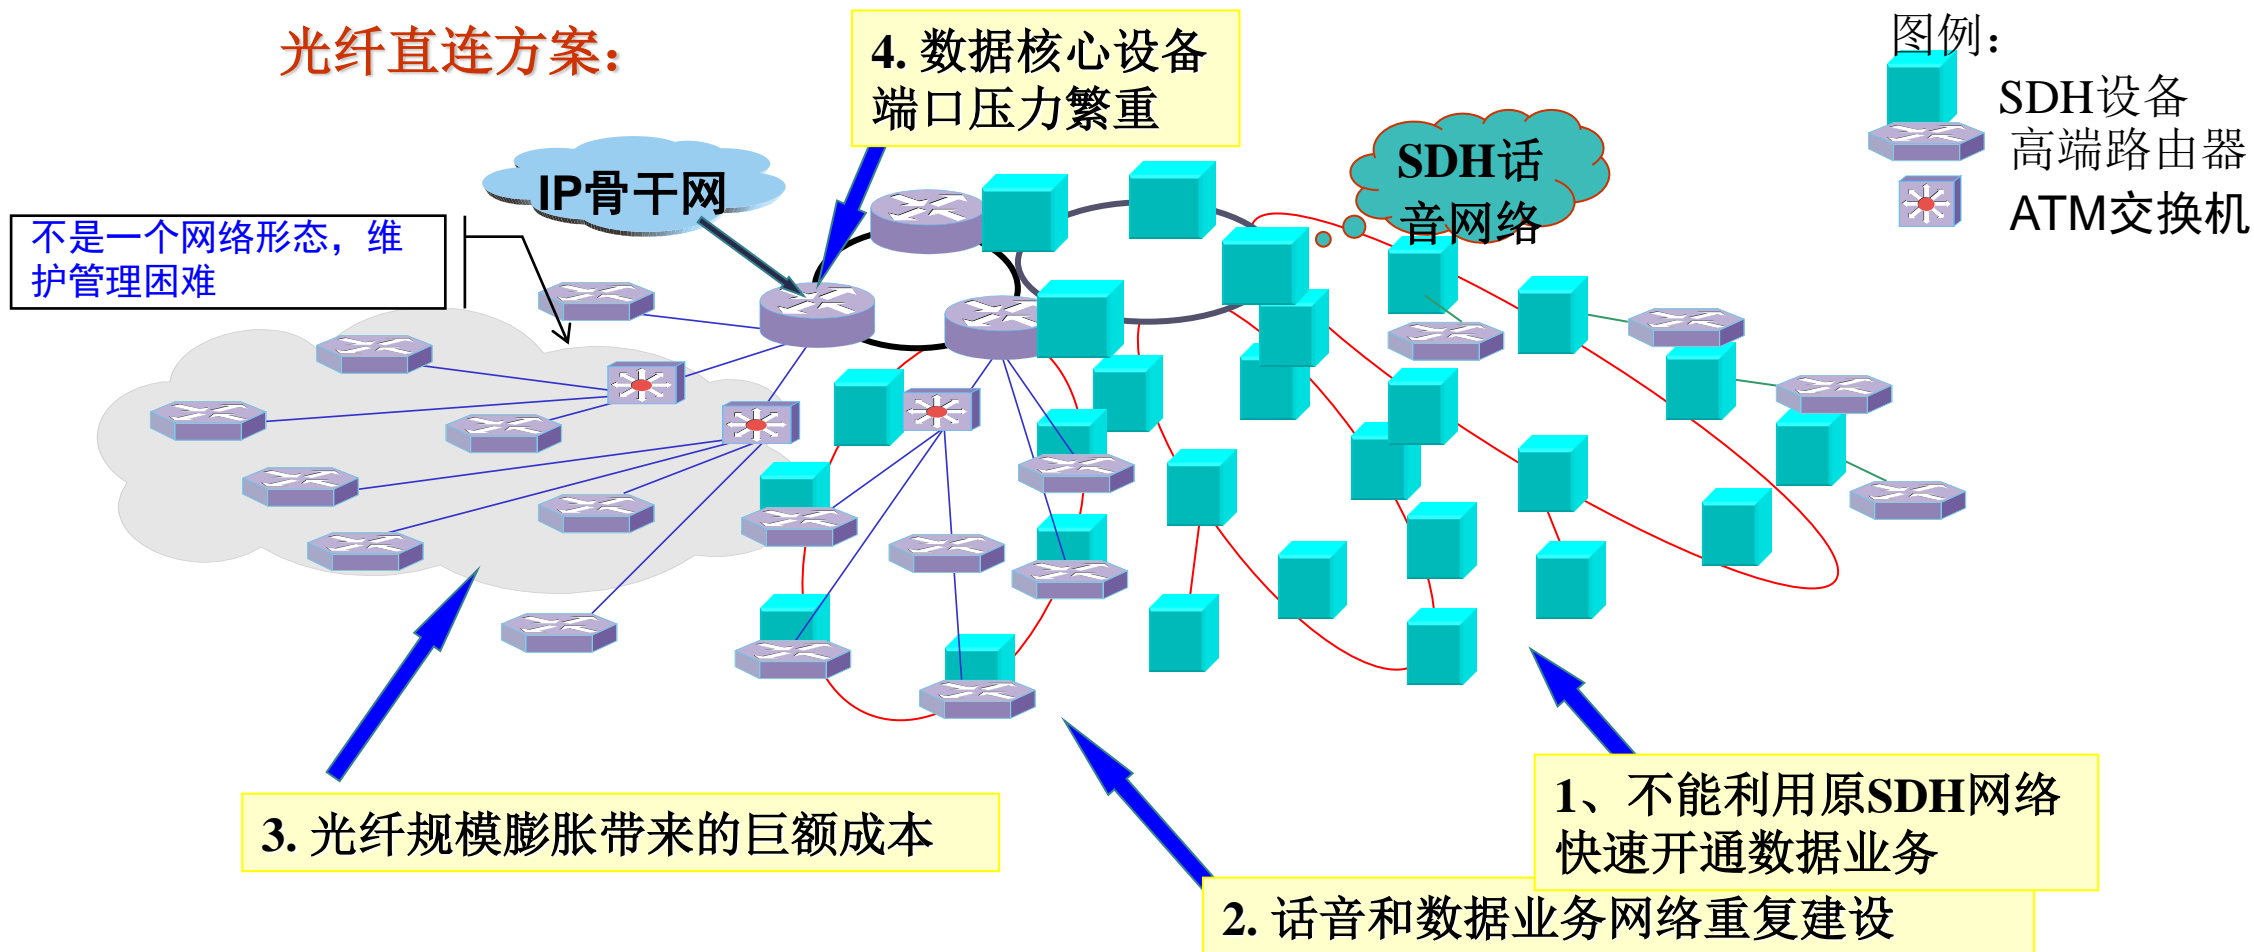 光纤直连方案：
4. 数据核心设备
端口压力繁重
图例：
SDH设备
高端路由器
ATM交换机
IP骨干网
SDH话
音网络
不是一个网络形态，维
护管理困难
3. 光纤规模膨胀带来的巨额成本
1、不能利用原SDH网络
快速开通数据业务
2. 话音和数据业务网络重复建设